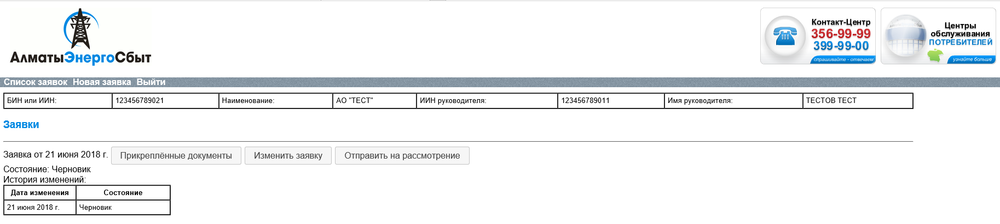 АлматыЭнергоСбыт
Контакт-Центр
356-99-99
399-99-00
спрашивайте - отвечаем
Центры
обслуживания
ПОТРЕБИТЕЛЕЙ
узнайте больше
Список заявок Новая заявка Выйти
БИН или ИИН: 123456789021 Наименование: АО "ТЕСТ" ИИН руководителя: 123456789011 Имя руководителя: ТЕСТОВ ТЕСТ
Заявки
Заявка от 21 июня 2018 г. Прикреплённые документы Изменить заявку Отправить на рассмотрение
Состояние: Черновик
История изменений:
Дата изменения Состояние
21 июня 2018 г. Черновик